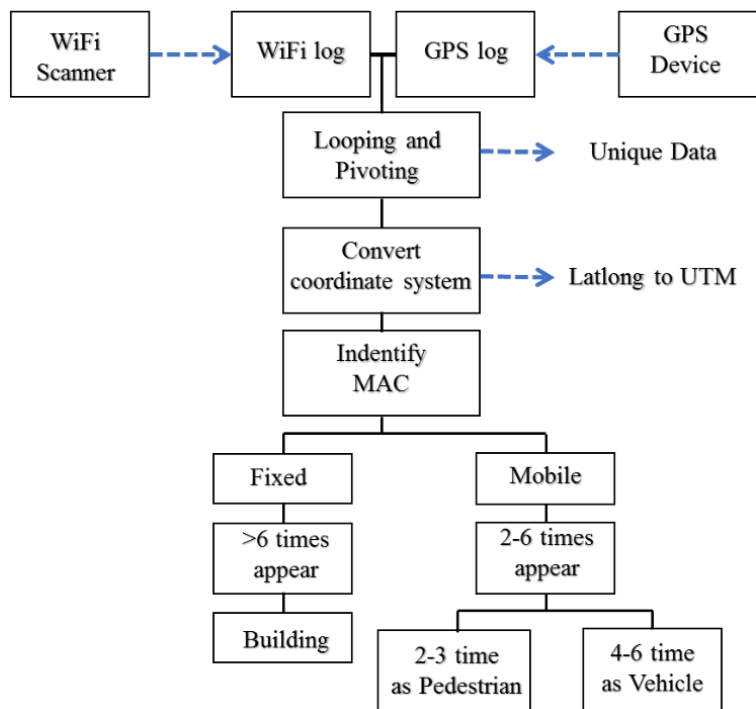 WiFi
Scanner
WiFi log
GPS log
GPS
Device
Looping and
Pivoting
Unique Data
Convert
coordinate system
Latlong to UTM
Indentify
MAC
Fixed
Mobile
>6 times
appear
2-6 times
appear
Building
2-3 time
as Pedestrian
4-6 time
as Vehicle